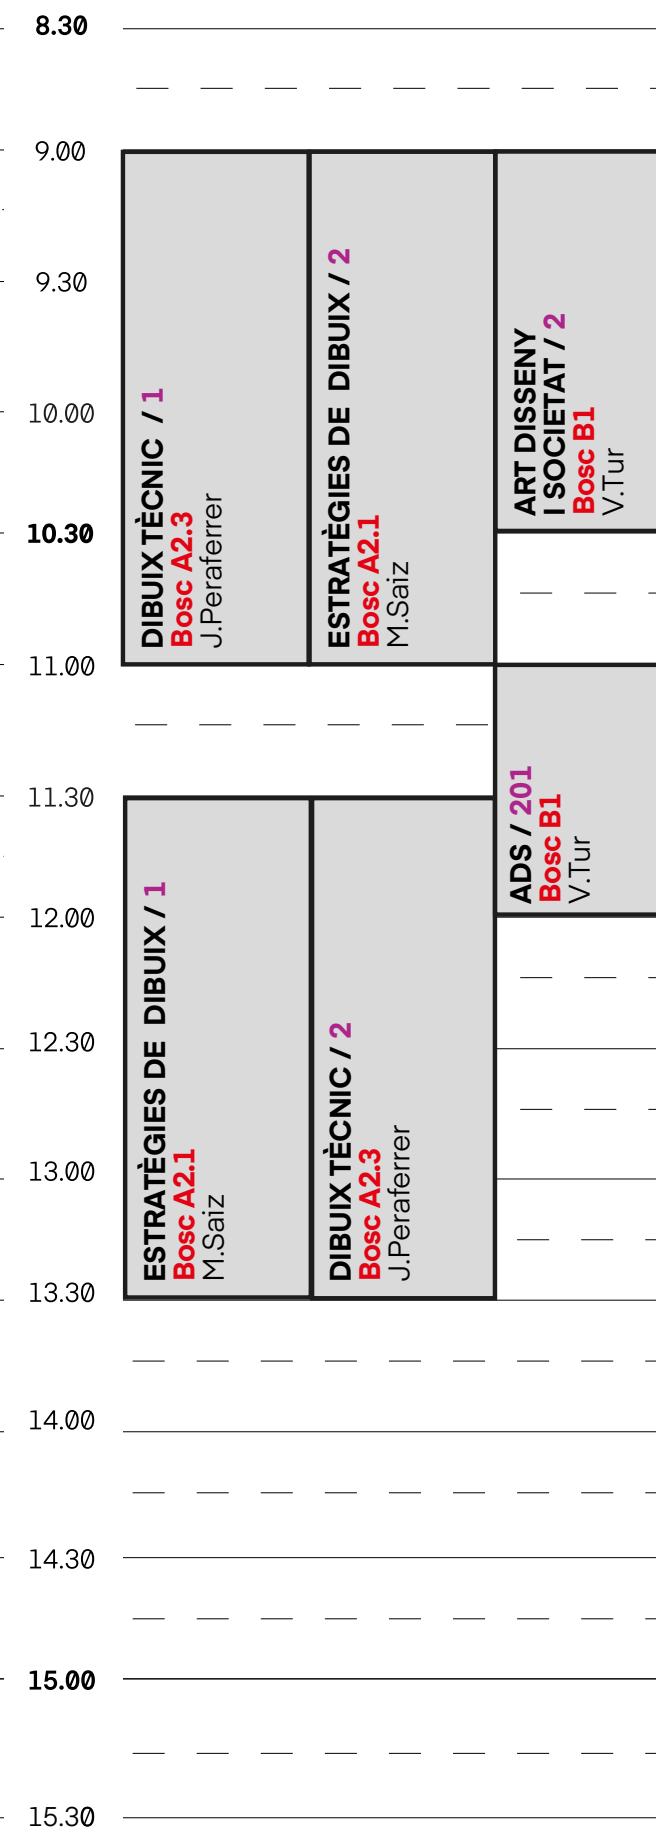 8.30
9.00
9.30
10.00
10.30
11.00
11.30
12.00
12.30
13.00
13.30
14.00
14.30
15.00
15.30
DIBUIX TÈCNIC / 1
Bosc A2.3
J.Peraferrer
ESTRATÈGIES DE DIBUIX / 2
Bosc A2.1
M.Saiz
ART DISSENY
I SOCIETAT / 2
Bosc B1
V.Tur
ADS / 201
Bosc B1
V.Tur
ESTRATÈGIES DE DIBUIX / 1
Bosc A2.1
M.Saiz
DIBUIX TÈCNIC / 2
Bosc A2.3
J.Peraferrer